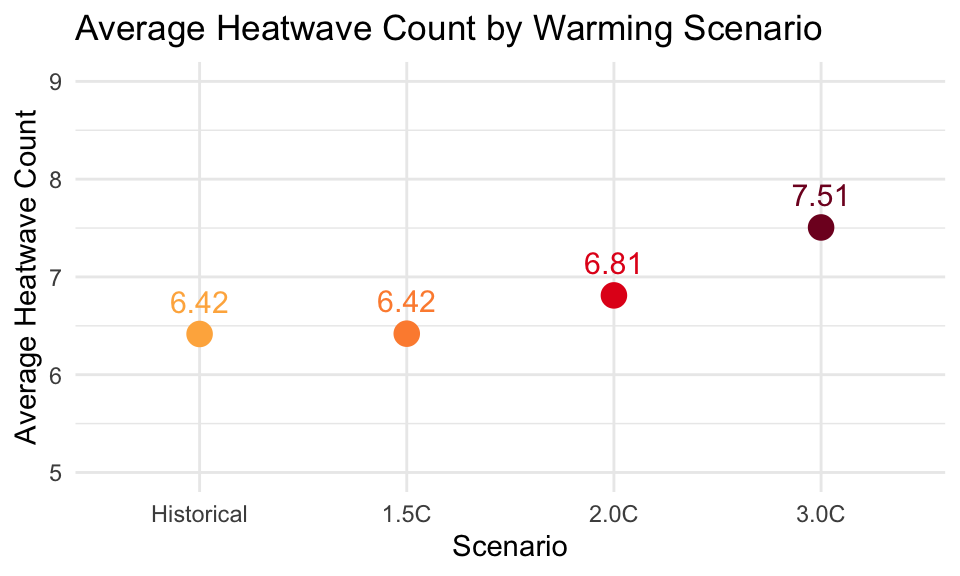 Average Heatwave Count by Warming Scenario
Average Heatwave Count
9
8
7
6
5
6.42
6.42
6.81
7.51
Historical
1.5C
2.0C
3.0C
Scenario